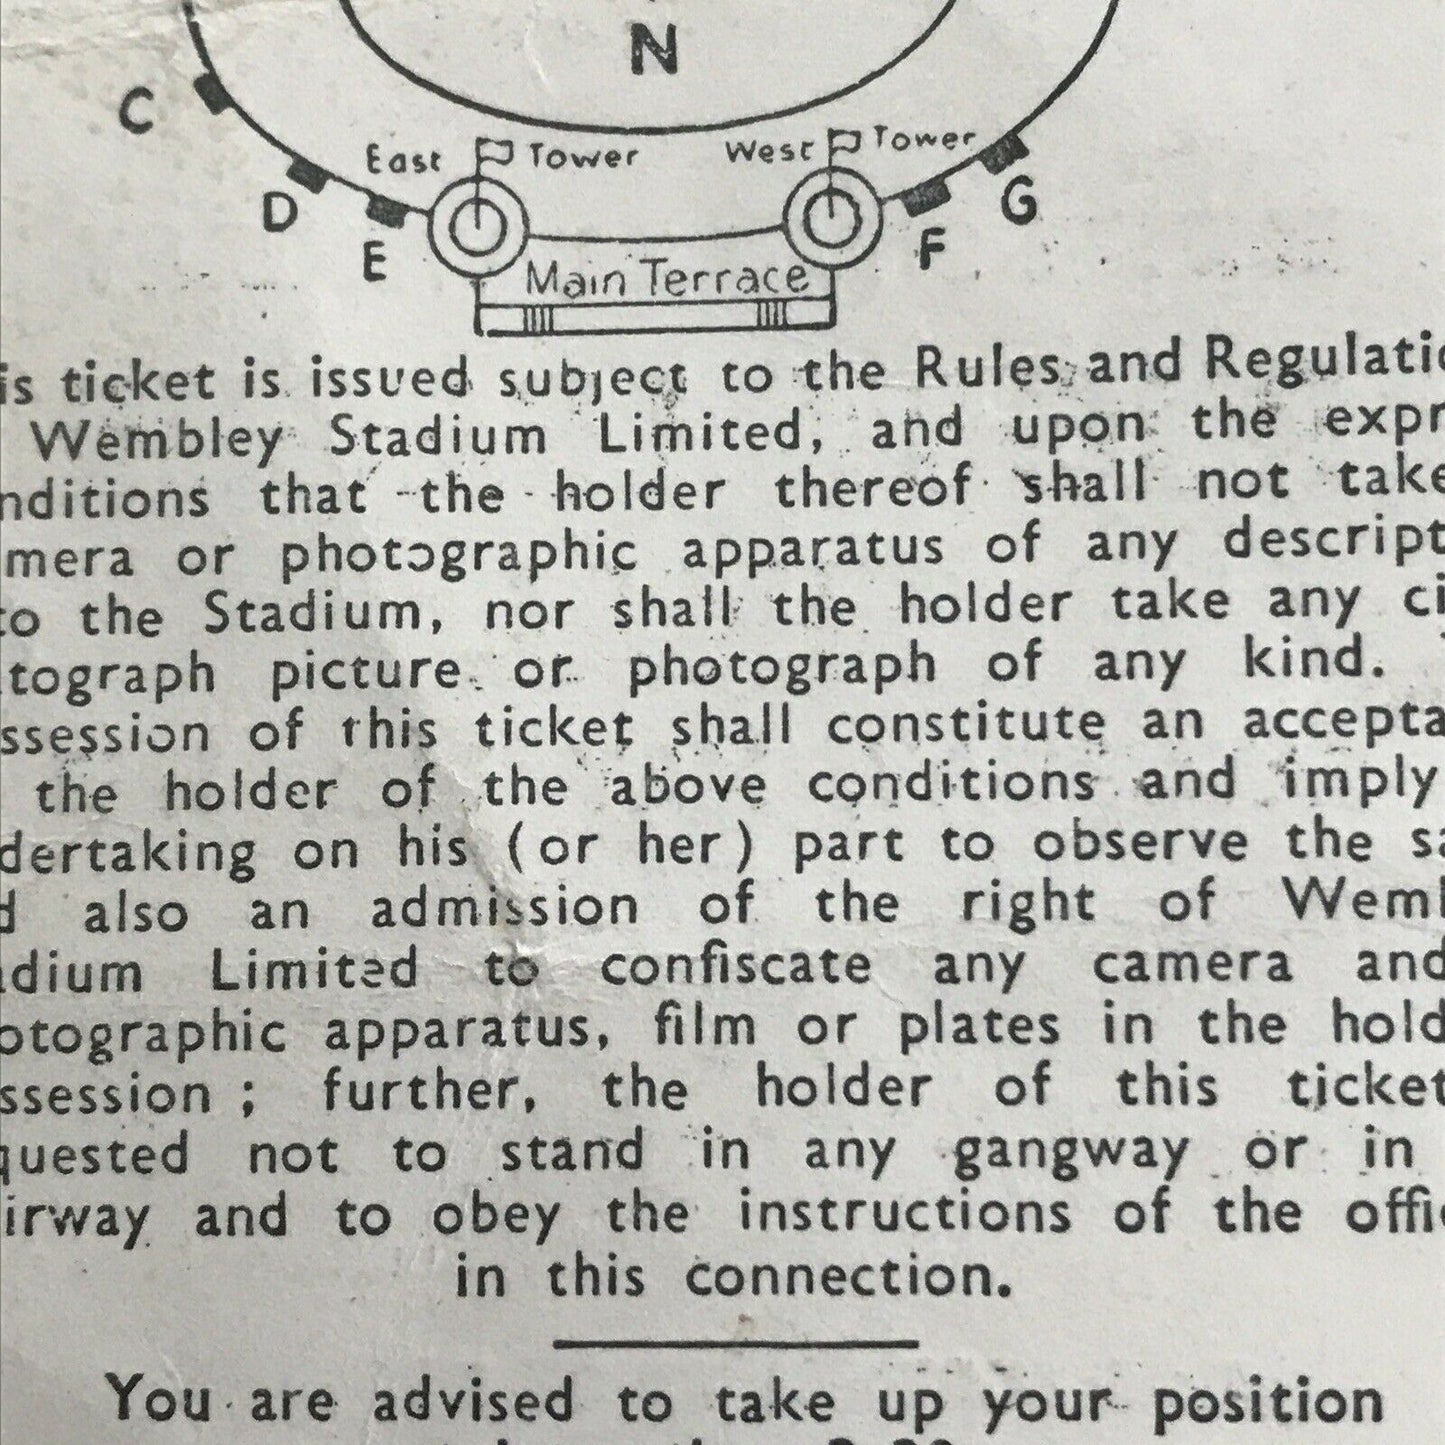 N
C
East Tower West Tower
D G
E F
Main Terrace
is ticket is issued subject to the Rules and Regulatio
Wembley Stadium Limited, and upon the expr
nditions that the holder thereof shall not take
mera or photographic apparatus of any descript
to the Stadium, nor shall the holder take any ci
tograph picture or photograph of any kind.
ssession of this ticket shall constitute an accepta
the holder of the above conditions and imply
dertaking on his (or her) part to observe the sa
d also an admission of the right of Wemb
adium Limited to confiscate any camera and
otographic apparatus, film or plates in the hold
ssession ; further, the holder of this ticket
quested not to stand in any gangway or in
irway and to obey the instructions of the offic
in this connection.
You are advised to take up your position